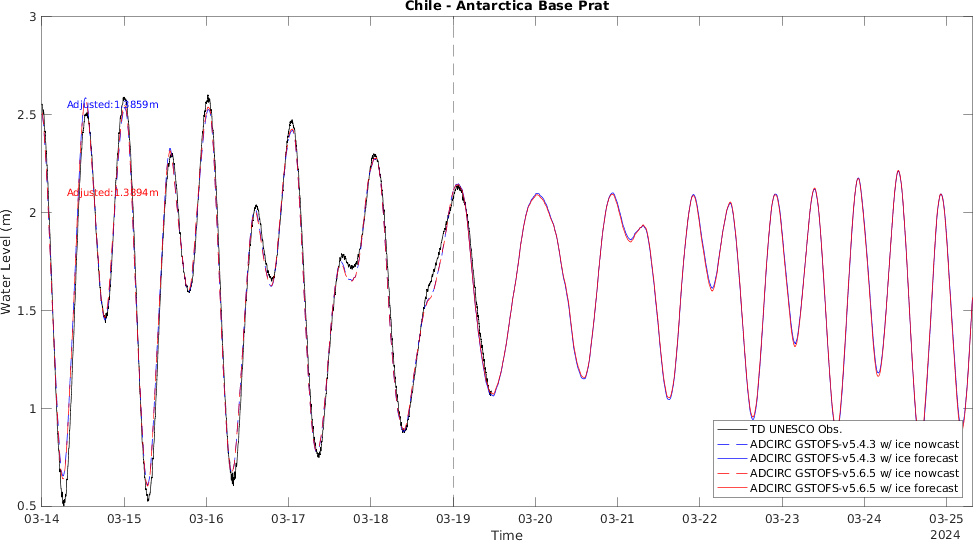 Chile - Antarctica Base Prat
3
2.5
2
1.5
1
0.5
Water Level (m)
Adjusted:1.3859m
Adjusted:1.3894m
TD UNESCO Obs.
ADCIRC GSTOFS-v5.4.3 w/ ice nowcast
ADCIRC GSTOFS-v5.4.3 w/ ice forecast
ADCIRC GSTOFS-v5.6.5 w/ ice nowcast
ADCIRC GSTOFS-v5.6.5 w/ ice forecast
03-14 03-15 03-16 03-17 03-18 03-19 03-20 03-21 03-22 03-23 03-24 03-25
2024
Time